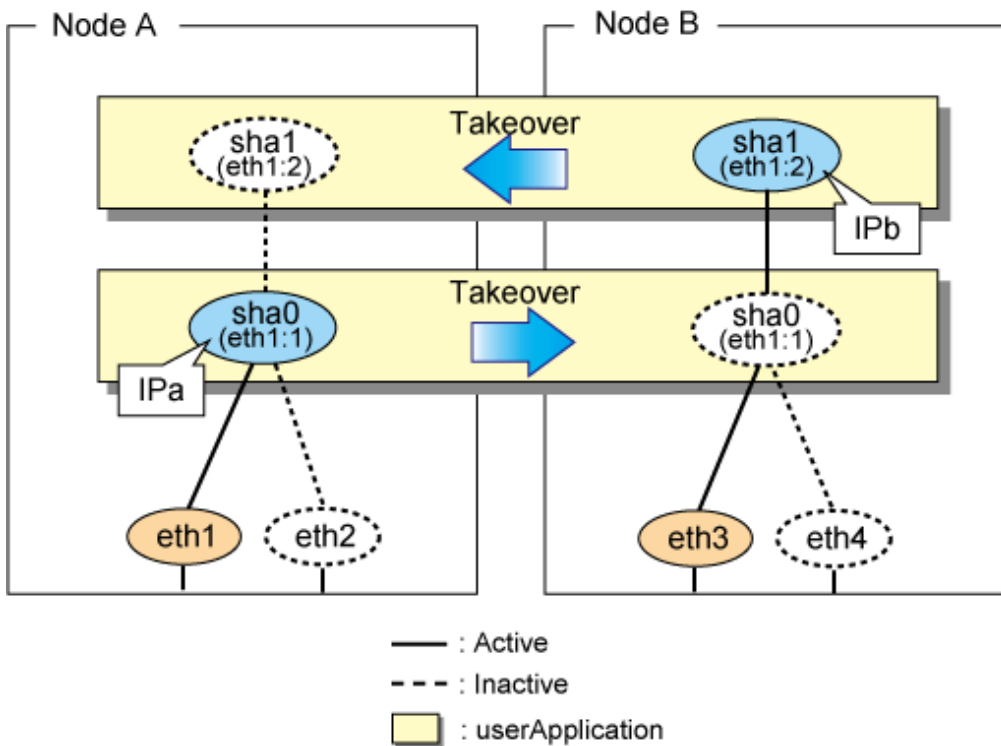 Node A
Node B
Takeover
sha1
(eth1:2)
sha1
(eth1:2)
IPb
Takeover
sha0
(eth1:1)
sha0
(eth1:1)
IPa
eth1
eth2
eth3
eth4
: Active
: Inactive
: userApplication